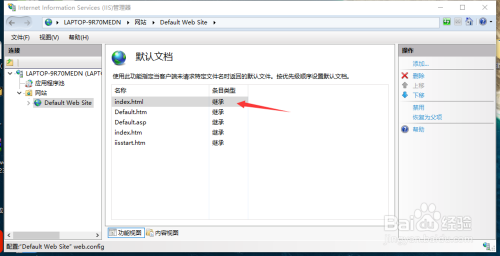 Internet Information Services (IIS)管理器
LAPTOP-9R70MEDN ▸ 网站 ▸ Default Web Site ▸
文件(F) 视图(V) 帮助(H)
连接
LAPTOP-9R70MEDN (LAPT
应用程序池
网站
Default Web Site
默认文档
使用此功能指定当客户端未请求特定文件名时返回的默认文件。按优先级顺序设置默认文档。
名称 条目类型
index.html 继承
Default.htm 继承
Default.asp 继承
index.htm 继承
iisstart.htm 继承
功能视图 内容视图
操作
添加...
删除
上移
下移
禁用
恢复为父项
帮助
配置:"Default Web Site" web.config
Baidu 经验
jingyan.baidu.com